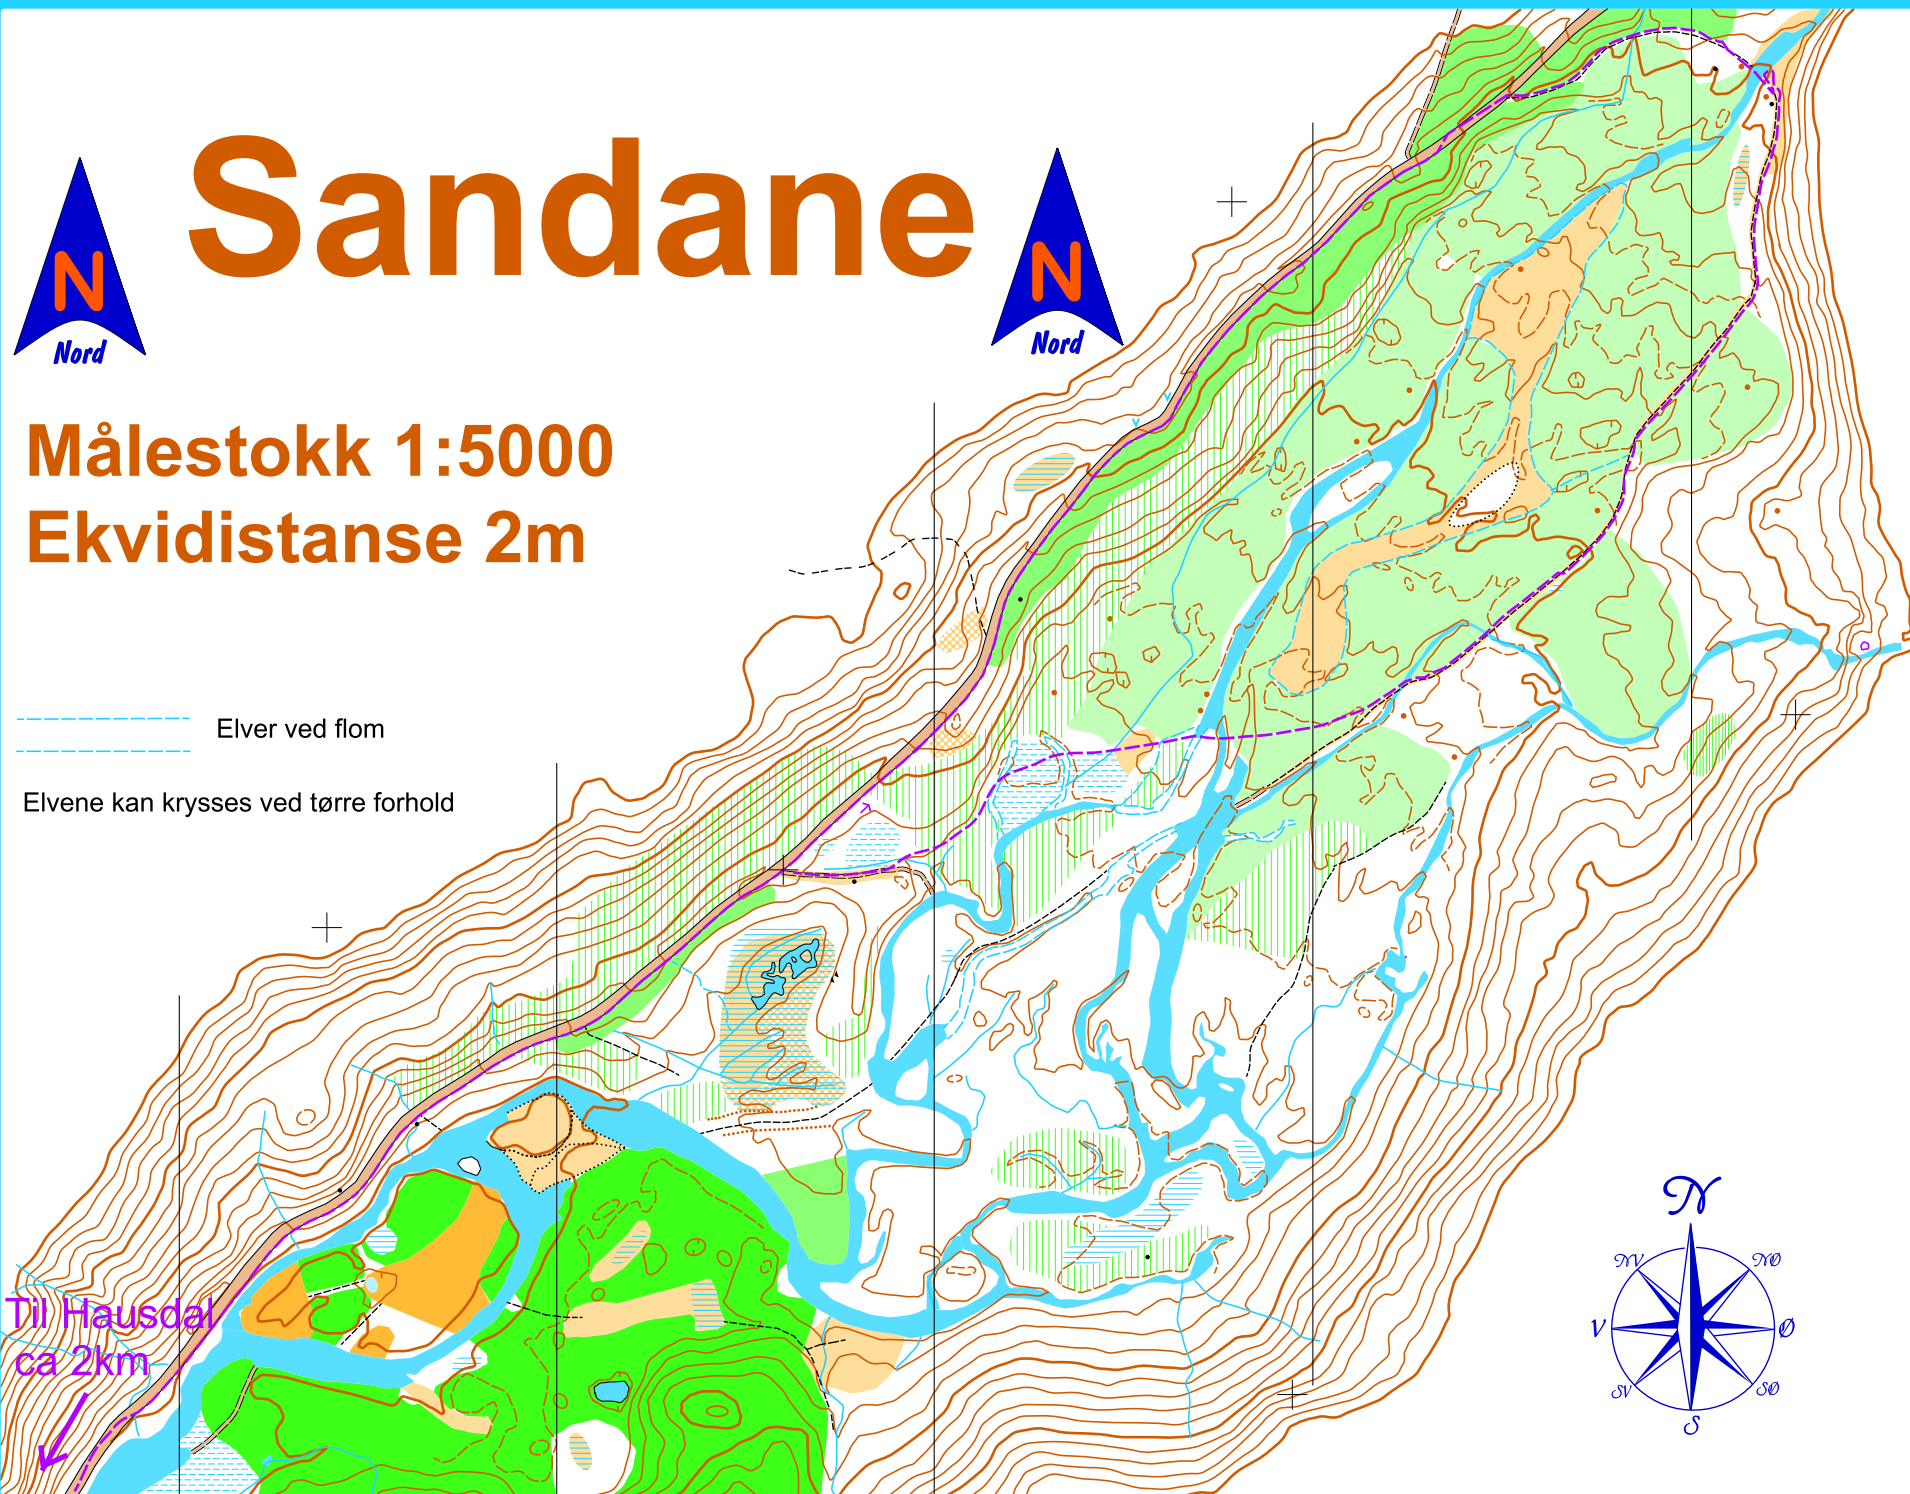 Sandane
N
Nord
N
Nord
Målestokk 1:5000
Ekvidistanse 2m
Elver ved flom
Elvene kan krysses ved tørre forhold
Til Hausdal
ca 2km
N
NV
NØ
V
Ø
SV
SØ
S